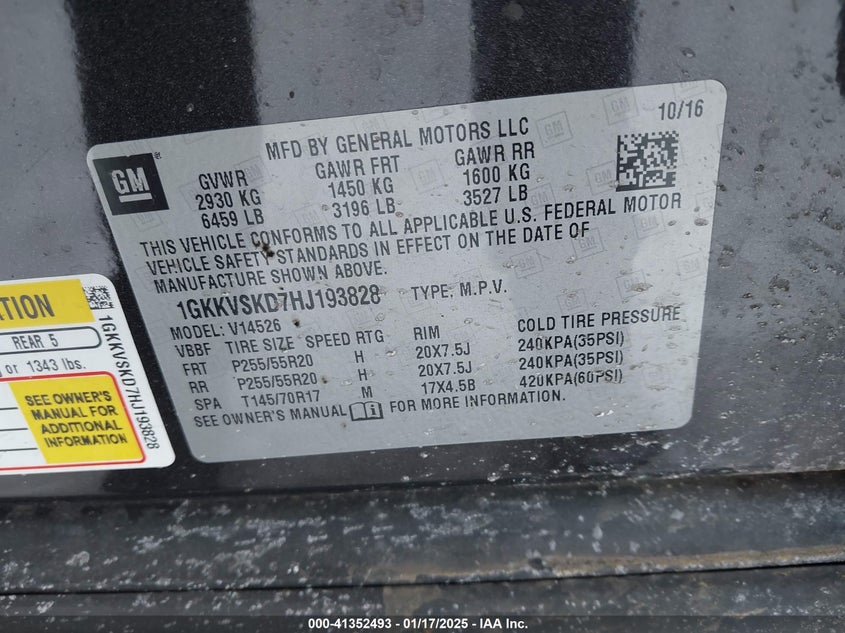 10/16
MFD BY GENERAL MOTORS LLC
GM
GVWR GAWR FRT GAWR RR
2930 KG 1450 KG 1600 KG
6459 LB 3196 LB 3527 LB
THIS VEHICLE CONFORMS TO ALL APPLICABLE U.S. FEDERAL MOTOR
VEHICLE SAFETY STANDARDS IN EFFECT ON THE DATE OF
MANUFACTURE SHOWN ABOVE.
1GKKVSKD7HJ193828 TYPE: M.P.V.
MODEL: V14526
VBBF TIRE SIZE SPEED RTG RIM COLD TIRE PRESSURE
FRT P255/55R20 H 20X7.5J 240KPA(35PSI)
RR P255/55R20 H 20X7.5J 240KPA(35PSI)
SPA T145/70R17 M 17X4.5B 420KPA(60PSI)
SEE OWNER'S MANUAL FOR MORE INFORMATION.
REAR 5
or 1343 lbs.
SEE OWNER'S
MANUAL FOR
ADDITIONAL
INFORMATION
1GKKVSKD7HJ193828
000-41352493 - 01/17/2025 - IAA Inc.